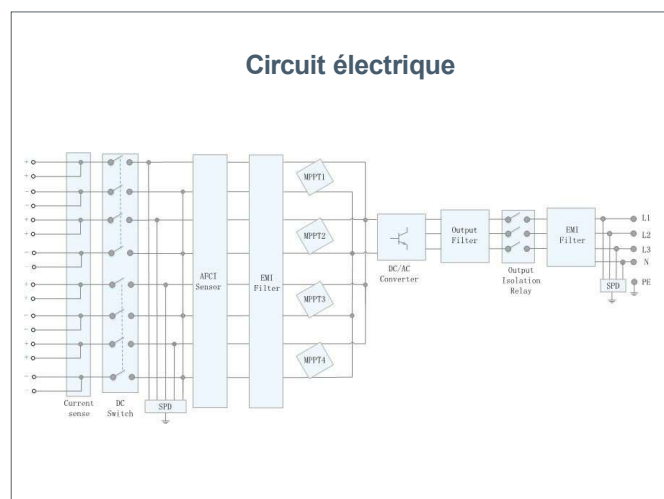 Circuit électrique
+
+
-
-
+
+
-
-
+
+
-
-
+
+
-
-
Current
sense
DC
Switch
SPD
AFCI
Sensor
EMI
Filter
MPPT1
MPPT2
MPPT3
MPPT4
DC/AC
Converter
Output
Filter
Output
Isolation
Relay
EMI
Filter
SPD
L1
L2
L3
N
PE